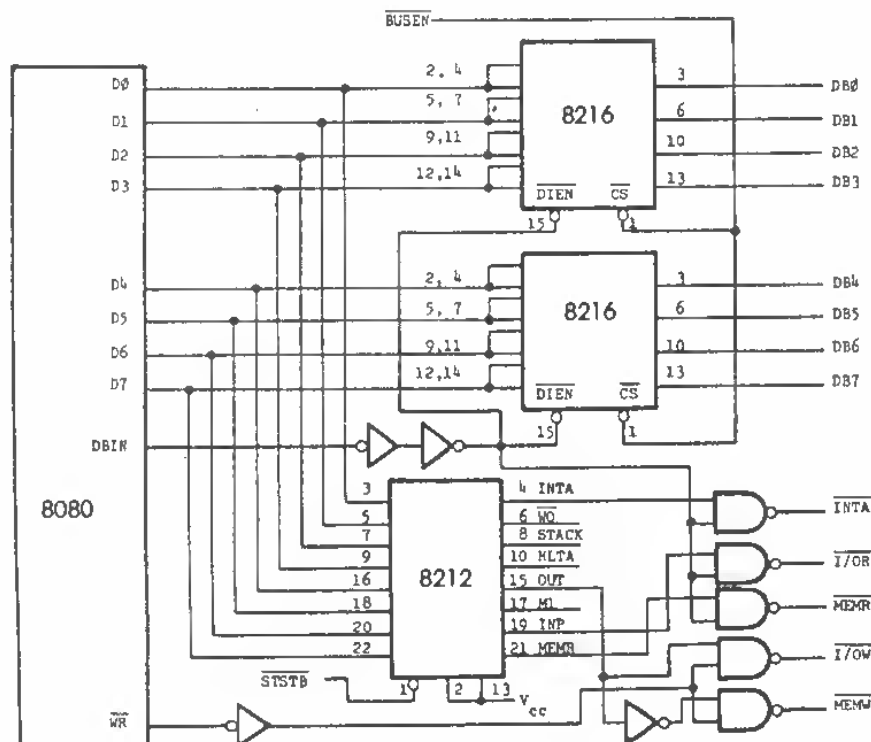 BUSEN
DØ
2, 4
3
DBØ
5, 7
D1
8216
6
DB1
9,11
D2
10
DB2
12,14
D3
13
DB3
DIEN
CS
15
1
D4
2, 4
3
DB4
5, 7
D5
8216
6
DB5
9,11
D6
10
DB6
12,14
D7
13
DB7
DIEN
CS
15
1
DBIN
8080
8212
3
5
7
9
16
18
20
22
4 INTA
6 WO
8 STACK
10 HLTA
15 OUT
17 M1
19 INP
21 MEMR
INTA
I/OR
MEMR
I/OW
MEMW
STSTB
1
2
13
Vcc
WR